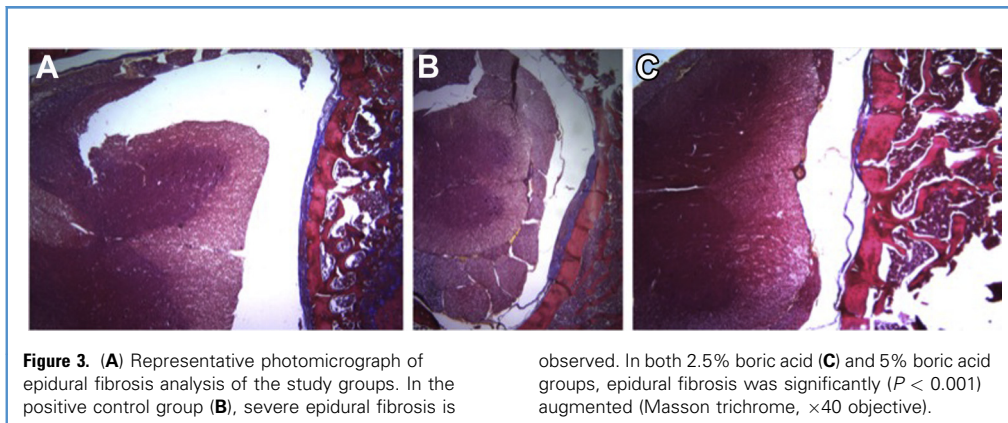 A
B
C
Figure 3. (A) Representative photomicrograph of
epidural fibrosis analysis of the study groups. In the
positive control group (B), severe epidural fibrosis is
observed. In both 2.5% boric acid (C) and 5% boric acid
groups, epidural fibrosis was significantly (P < 0.001)
augmented (Masson trichrome, ×40 objective).